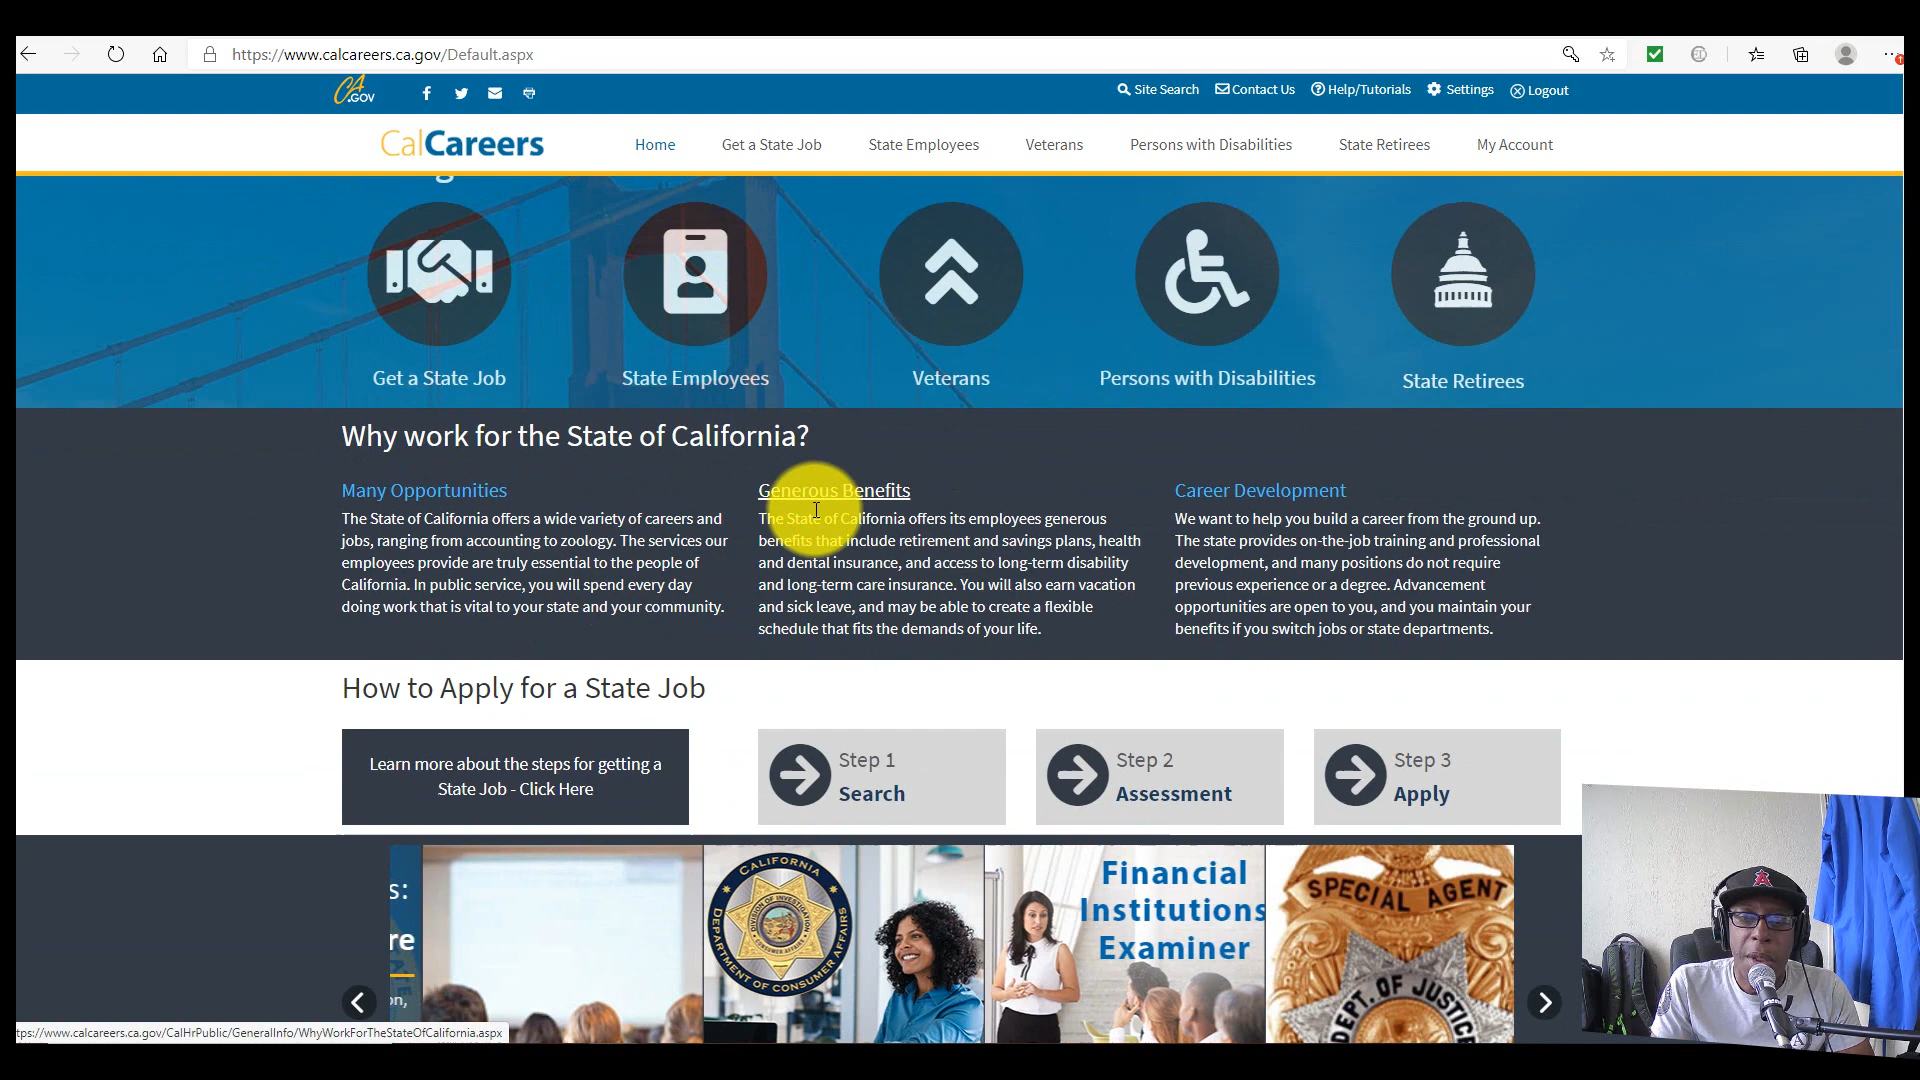 https://www.calcareers.ca.gov/Default.aspx
CA.GOV
Site Search
Contact Us
Help/Tutorials
Settings
Logout
CalCareers
Home
Get a State Job
State Employees
Veterans
Persons with Disabilities
State Retirees
My Account
Get a State Job
State Employees
Veterans
Persons with Disabilities
State Retirees
Why work for the State of California?
Many Opportunities
The State of California offers a wide variety of careers and
jobs, ranging from accounting to zoology. The services our
employees provide are truly essential to the people of
California. In public service, you will spend every day
doing work that is vital to your state and your community.
Generous Benefits
The State of California offers its employees generous
benefits that include retirement and savings plans, health
and dental insurance, and access to long-term disability
and long-term care insurance. You will also earn vacation
and sick leave, and may be able to create a flexible
schedule that fits the demands of your life.
Career Development
We want to help you build a career from the ground up.
The state provides on-the-job training and professional
development, and many positions do not require
previous experience or a degree. Advancement
opportunities are open to you, and you maintain your
benefits if you switch jobs or state departments.
How to Apply for a State Job
Learn more about the steps for getting a
State Job - Click Here
Step 1
Search
Step 2
Assessment
Step 3
Apply
s:
re
on,
CALIFORNIA
DIVISION OF INVESTIGATION
CONSUMER AFFAIRS
DEPARTMENT OF CONSUMER AFFAIRS
Financial
Institutions
Examiner
SPECIAL AGENT
DEPT. OF JUSTICE
tps://www.calcareers.ca.gov/CalHrPublic/GeneralInfo/WhyWorkForTheStateOfCalifornia.aspx